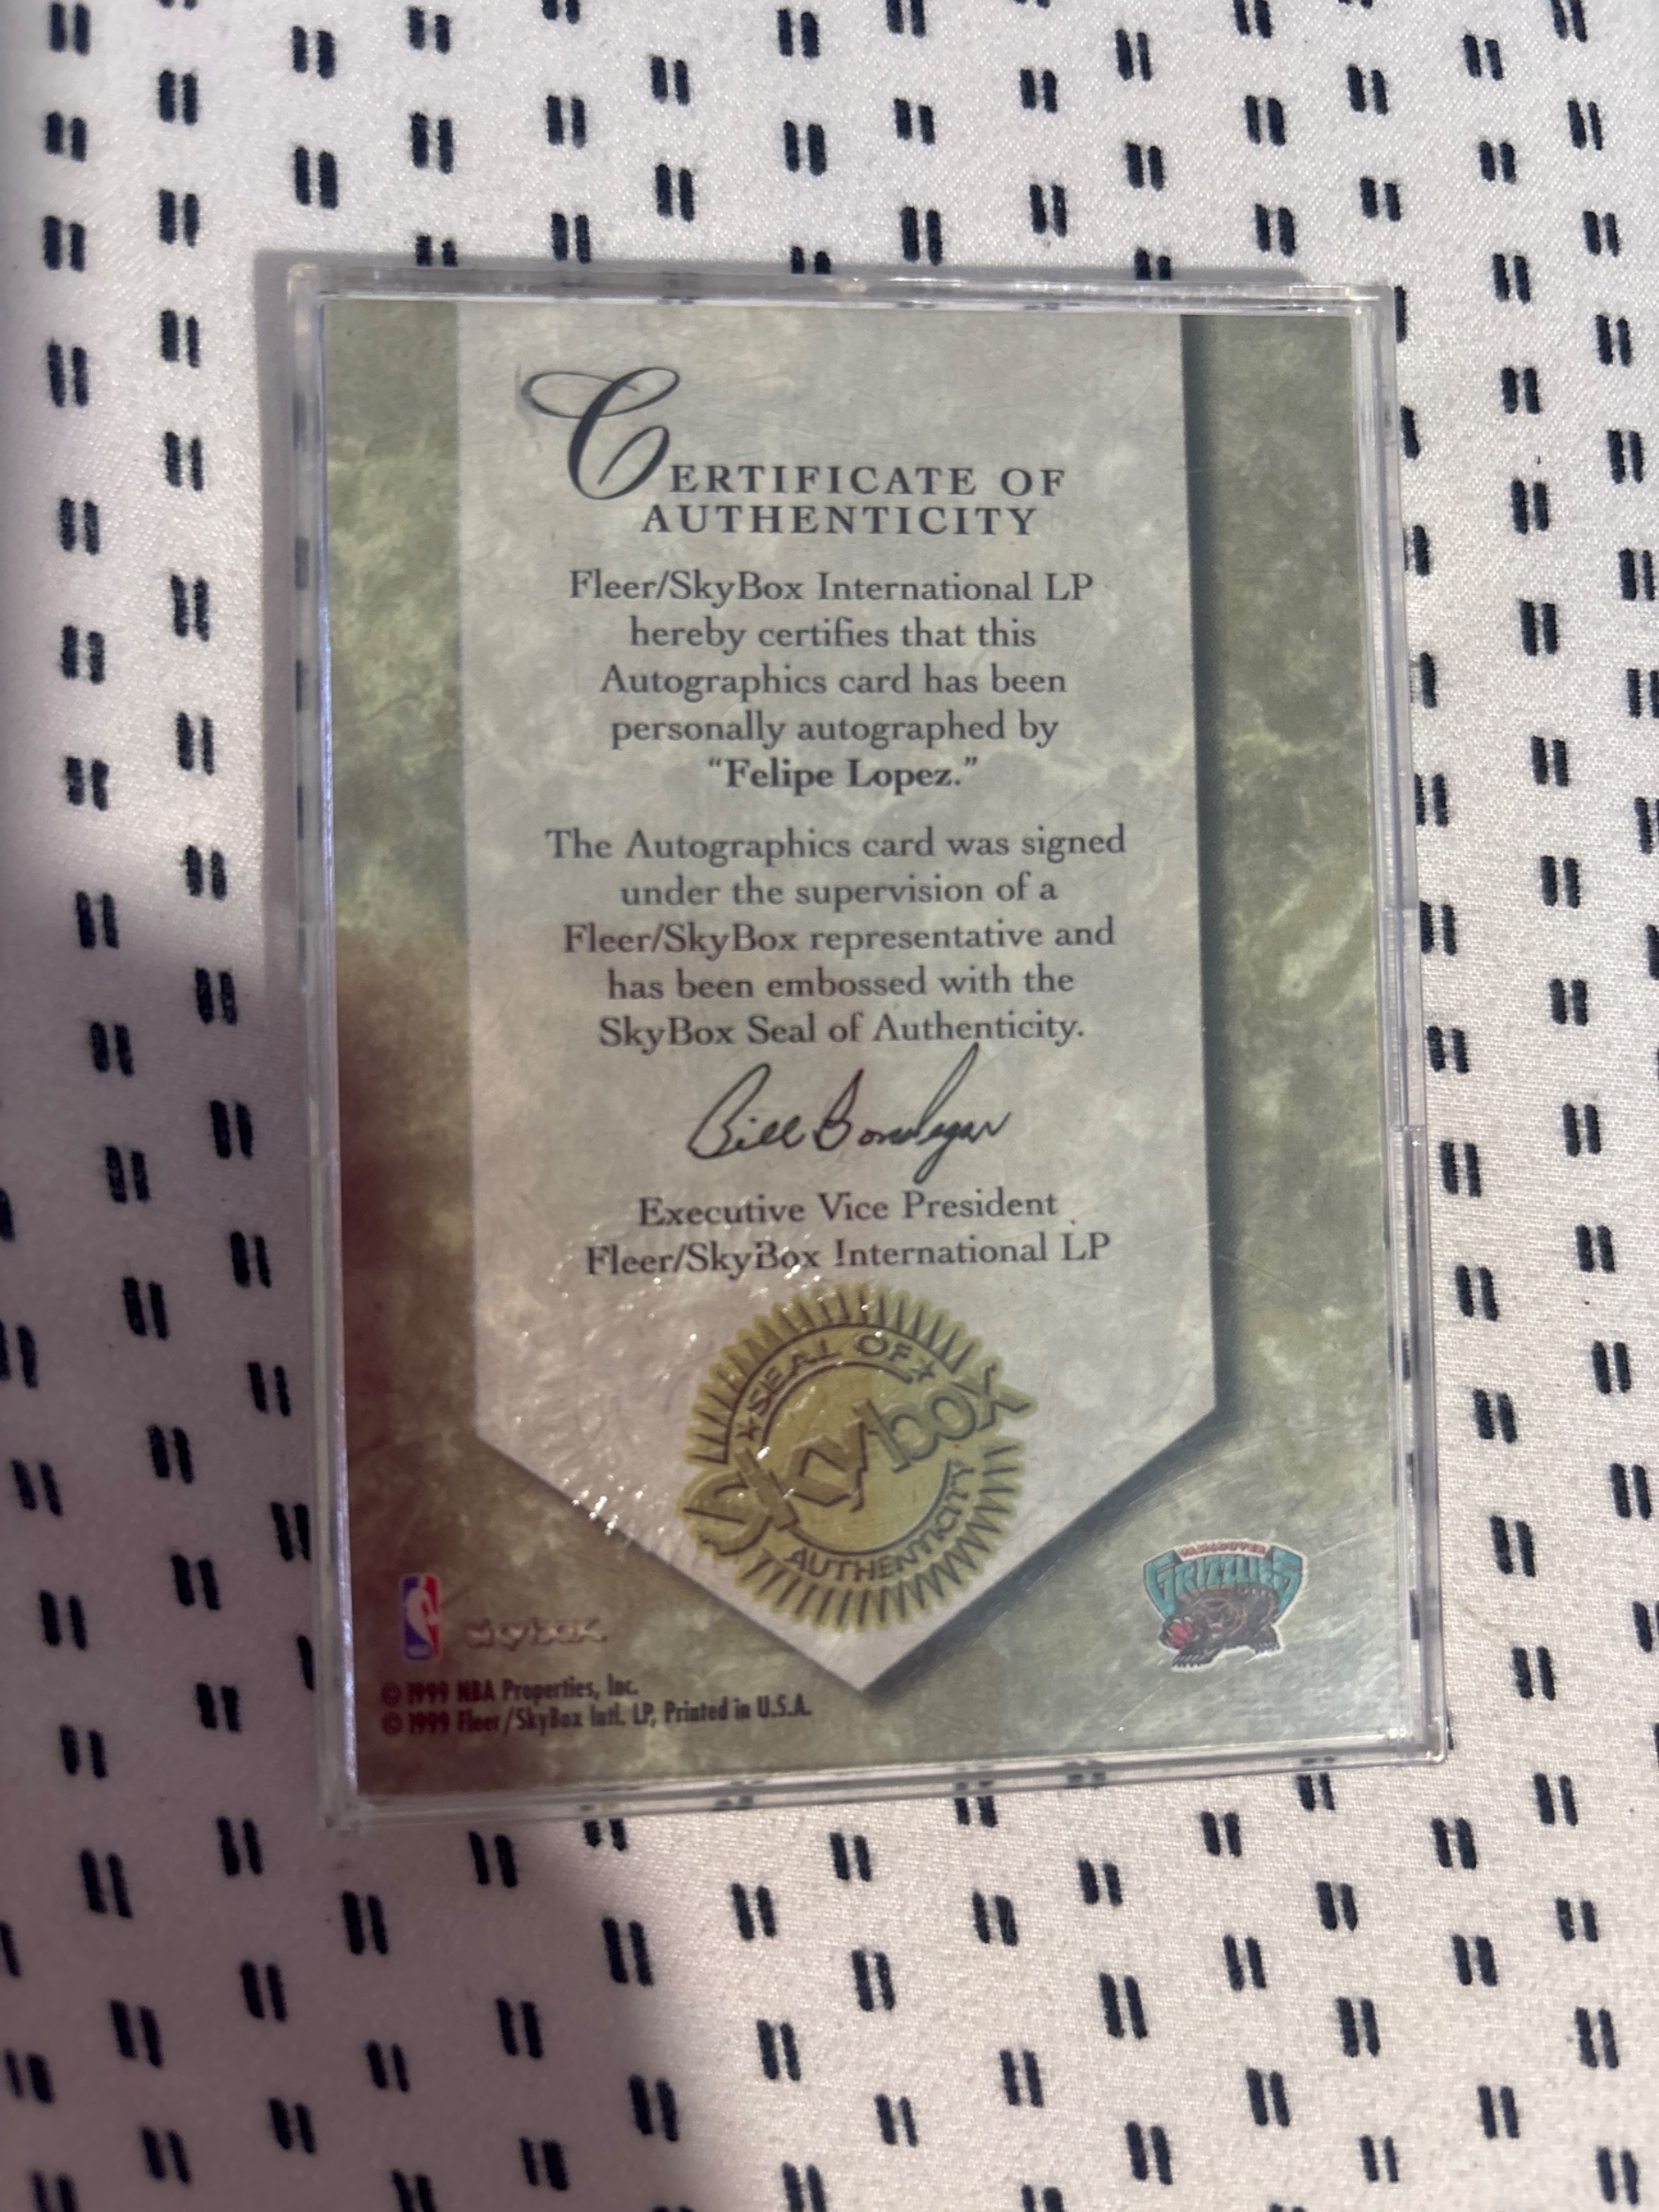 CERTIFICATE OF
AUTHENTICITY
Fleer/SkyBox International LP
hereby certifies that this
Autographics card has been
personally autographed by
“Felipe Lopez.”
The Autographics card was signed
under the supervision of a
Fleer/SkyBox representative and
has been embossed with the
SkyBox Seal of Authenticity.
Executive Vice President
Fleer/SkyBox International LP
SEAL OF
skybox
AUTHENTICITY
VANCOUVER
GRIZZLIES
skybox
© 1999 NBA Properties, Inc.
© 1999 Fleer/SkyBox Intl. LP, Printed in U.S.A.